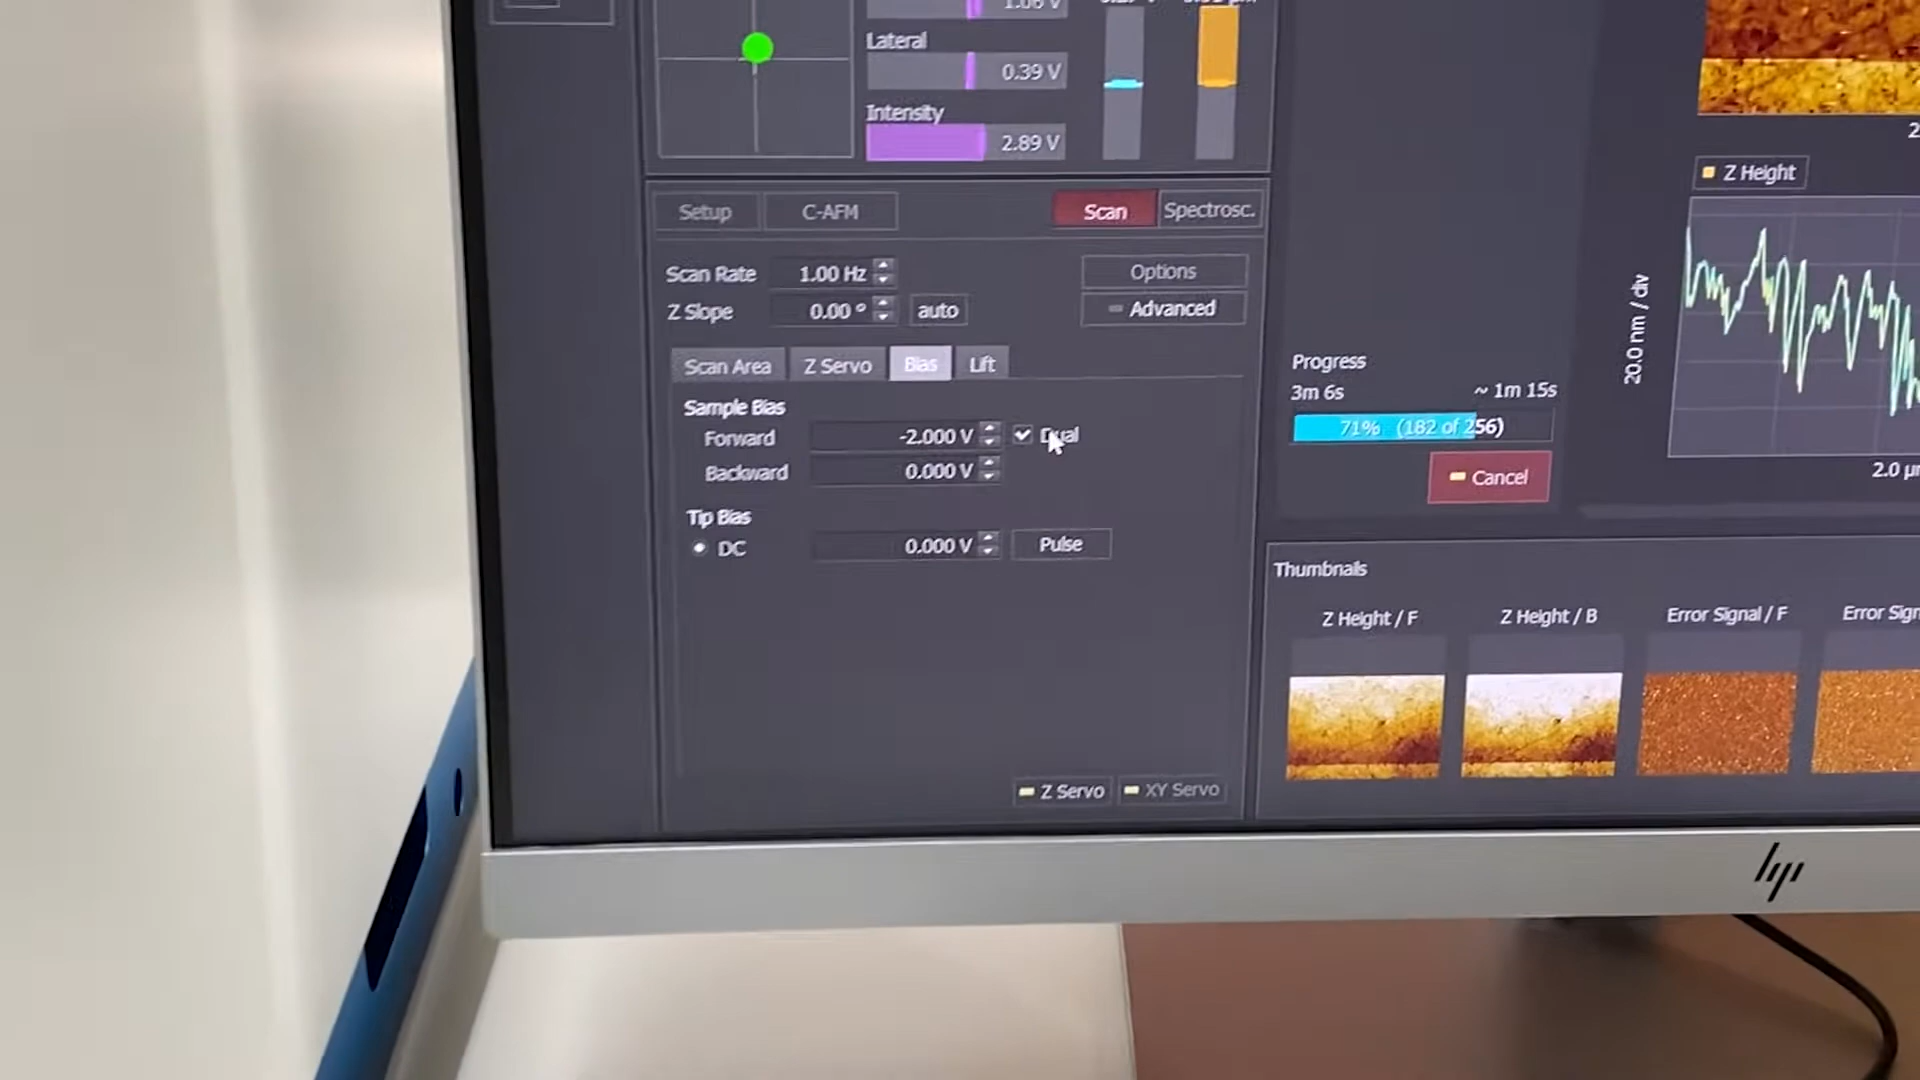 Lateral
0.39 V
Intensity
2.89 V
Setup C-AFM Scan Spectrosc.
Scan Rate 1.00 Hz Options
Z Slope 0.00 ° auto Advanced
Scan Area Z Servo Bias Lift
Sample Bias
Forward -2.000 V Dual
Backward 0.000 V
Tip Bias
DC 0.000 V Pulse
Z Servo XY Servo
Z Height
20.0 nm / div
2.0
Progress
3m 6s ~ 1m 15s
71% (182 of 256)
Cancel
Thumbnails
Z Height / F Z Height / B Error Signal / F Error
hp